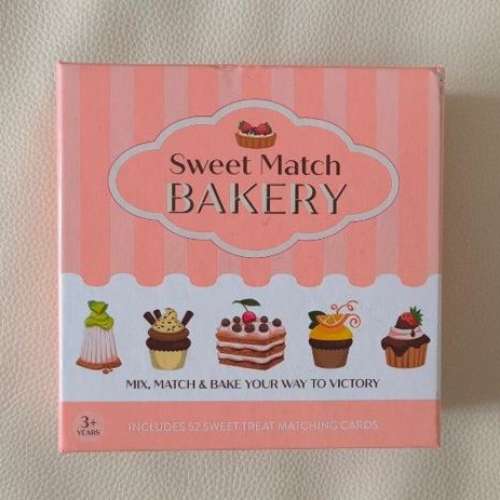 Sweet Match
BAKERY
MIX, MATCH & BAKE YOUR WAY TO VICTORY
3+
YEARS
INCLUDES 52 SWEET TREAT MATCHING CARDS